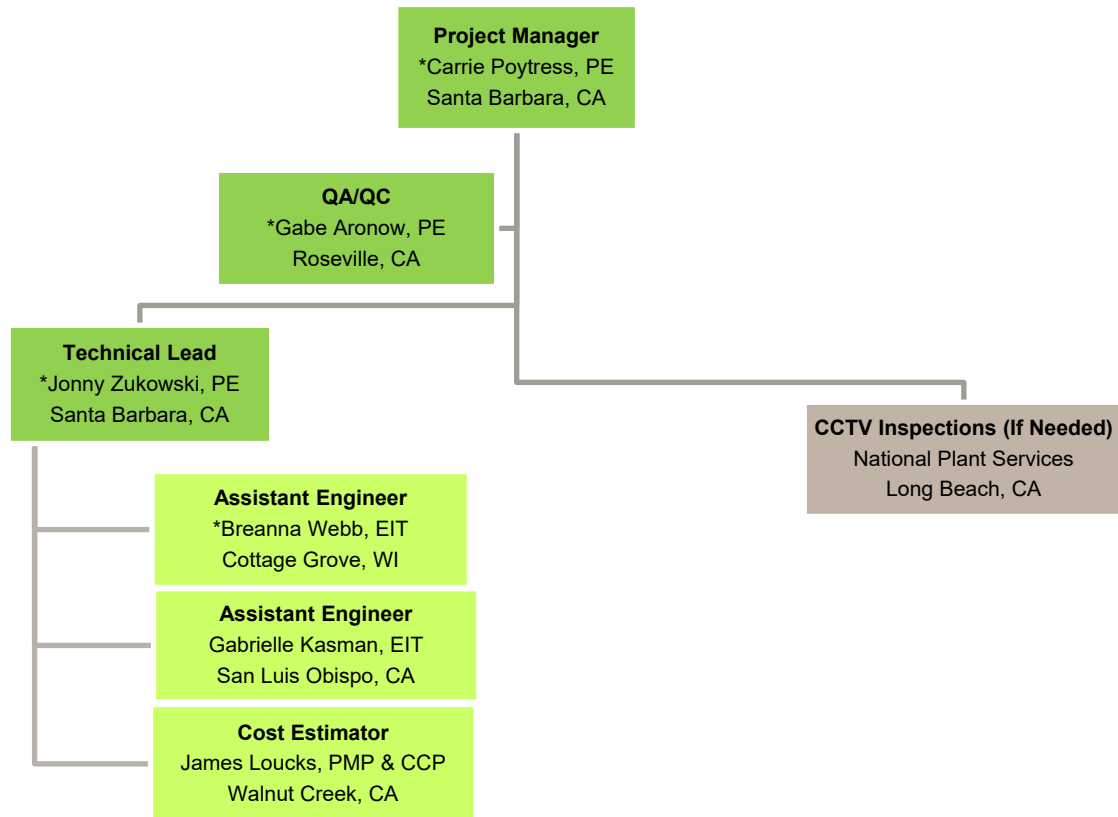 Project Manager
*Carrie Poytress, PE
Santa Barbara, CA
QA/QC
*Gabe Aronow, PE
Roseville, CA
Technical Lead
*Jonny Zukowski, PE
Santa Barbara, CA
CCTV Inspections (If Needed)
National Plant Services
Long Beach, CA
Assistant Engineer
*Breanna Webb, EIT
Cottage Grove, WI
Assistant Engineer
Gabrielle Kasman, EIT
San Luis Obispo, CA
Cost Estimator
James Loucks, PMP & CCP
Walnut Creek, CA